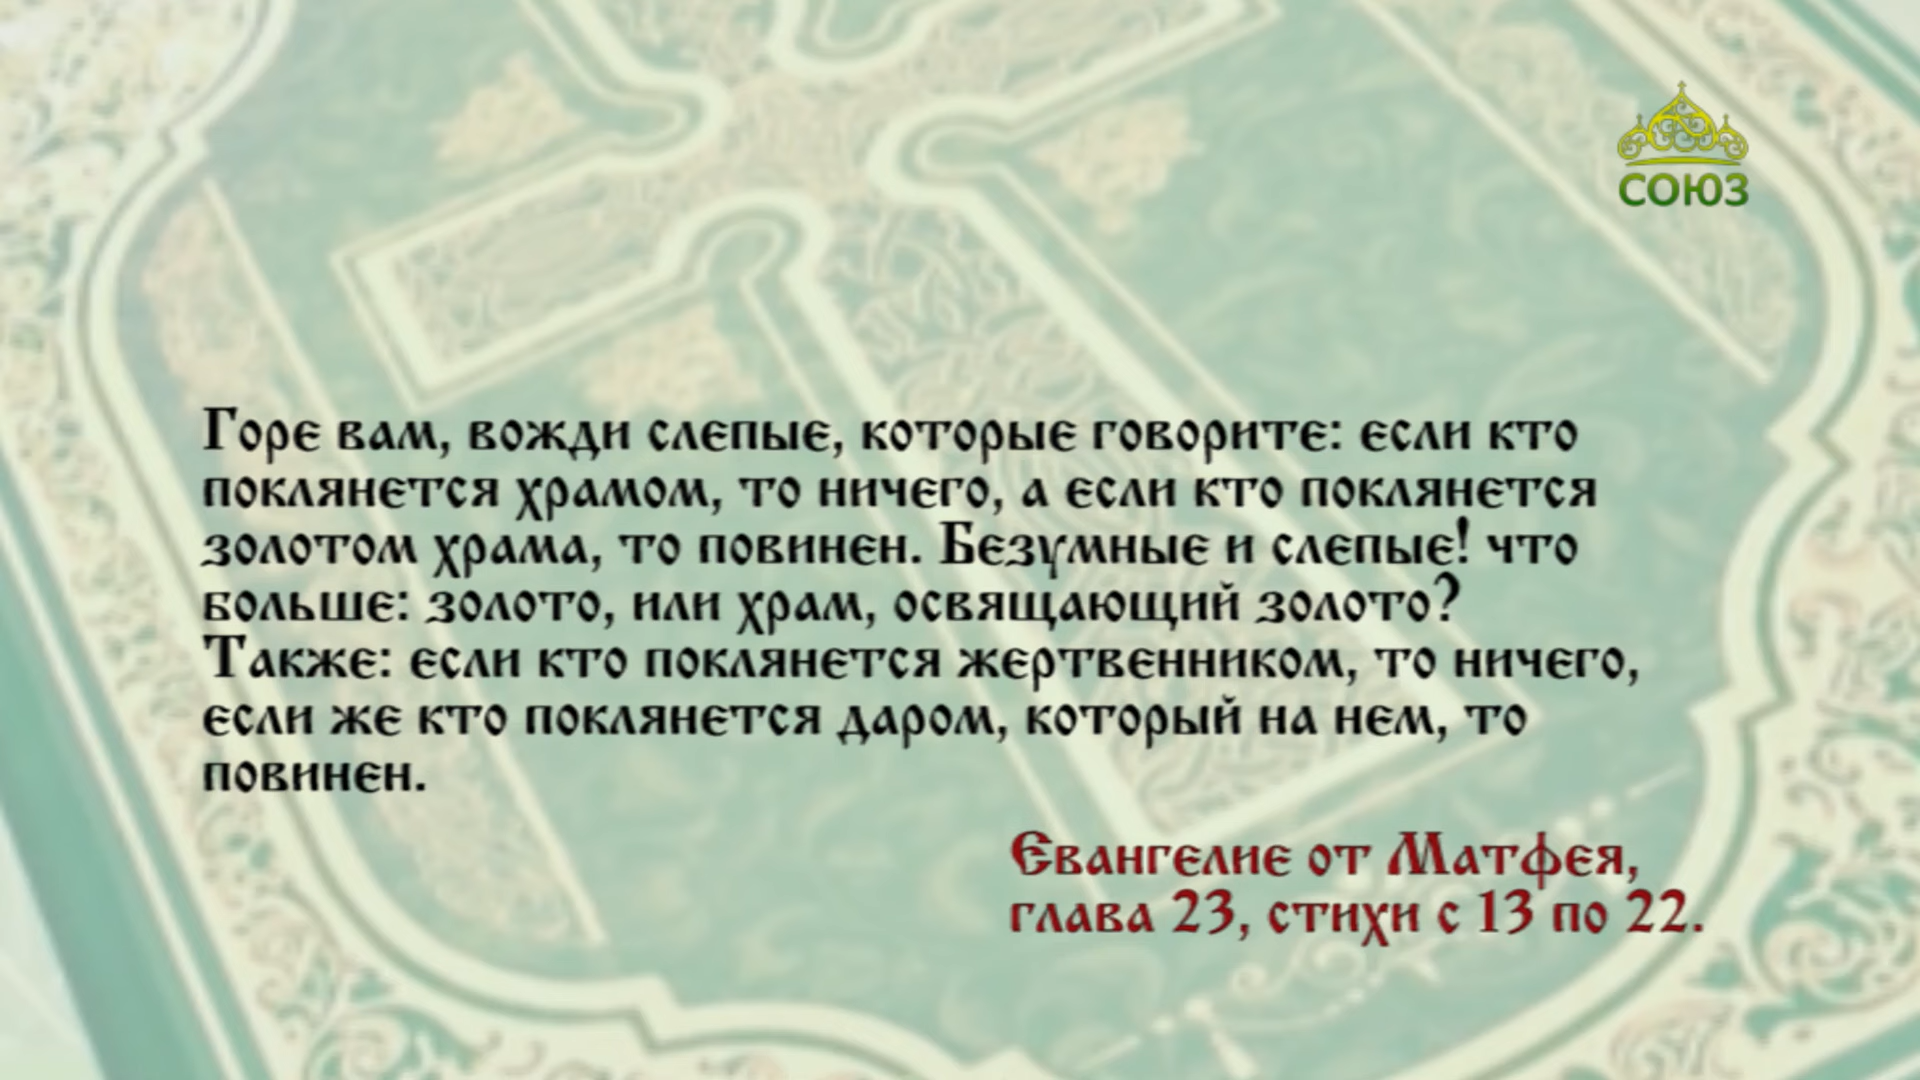 СОЮЗ
Горе вам, вожди слепые, которые говорите: если кто
поклянется храмом, то ничего, а если кто поклянется
золотом храма, то повинен. Безумные и слепые! что
больше: золото, или храм, освящающий золото?
Также: если кто поклянется жертвенником, то ничего,
если же кто поклянется даром, который на нем, то
повинен.
Евангелие от Матфея,
глава 23, стихи с 13 по 22.